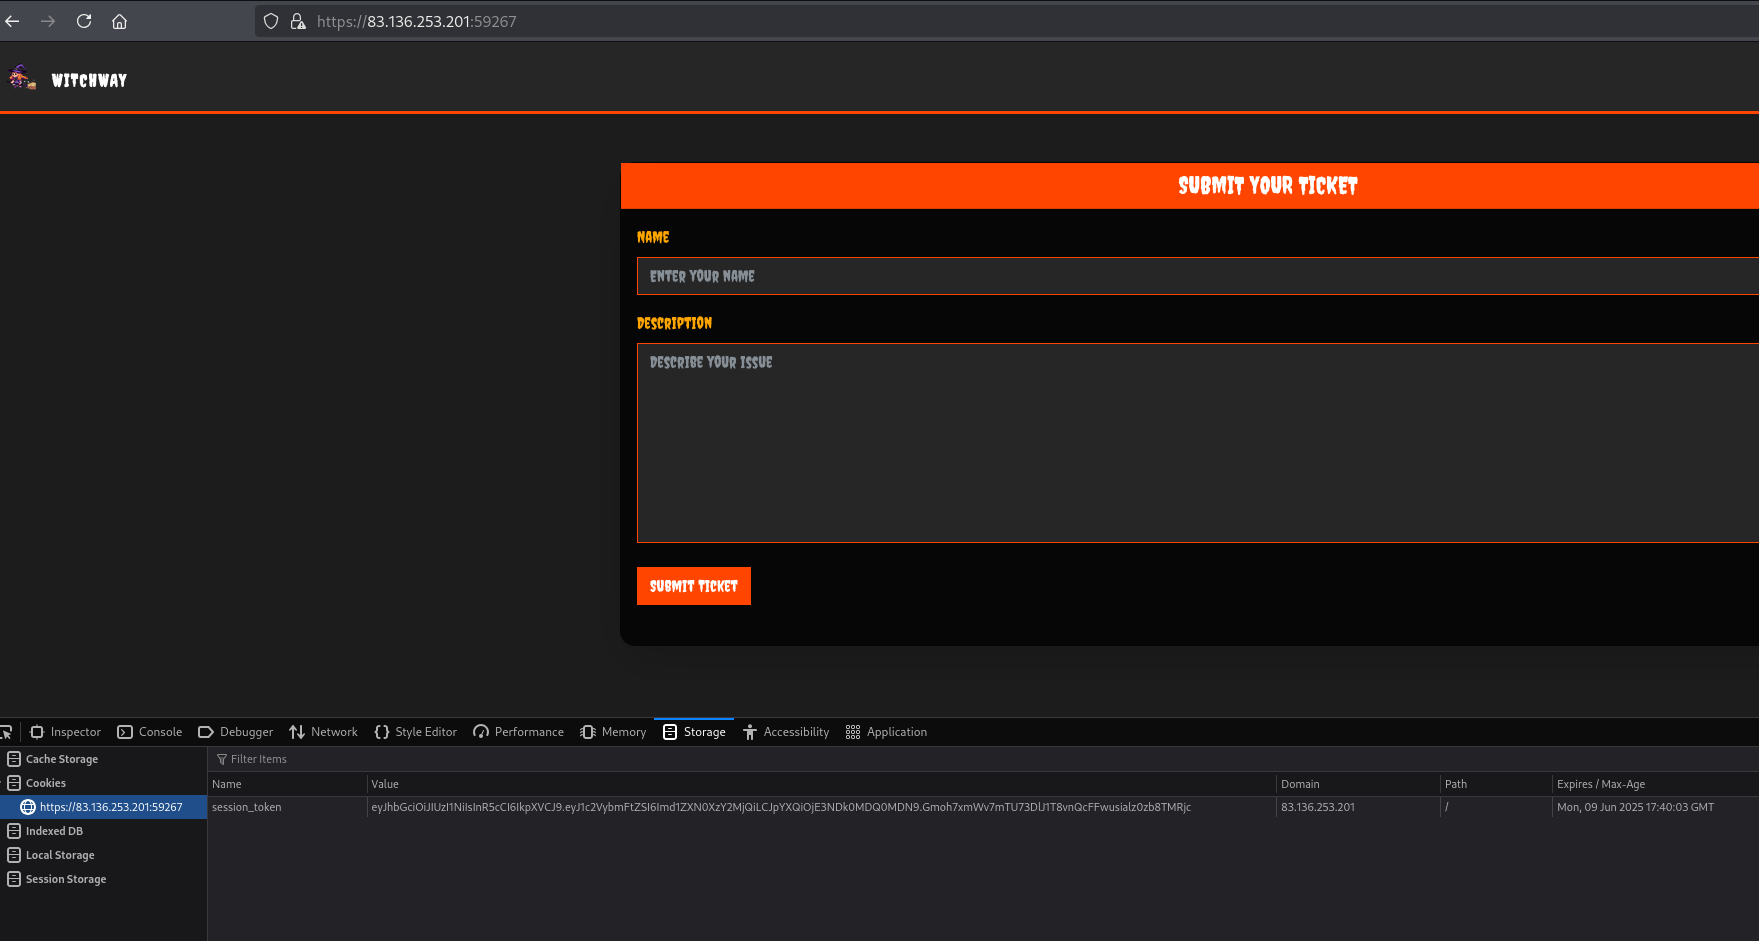 https://83.136.253.201:59267
WITCHWAY
SUBMIT YOUR TICKET
NAME
ENTER YOUR NAME
DESCRIPTION
DESCRIBE YOUR ISSUE
SUBMIT TICKET
Inspector Console Debugger Network Style Editor Performance Memory Storage Accessibility Application
Cache Storage
Filter Items
Cookies
Name Value Domain Path Expires / Max-Age
https://83.136.253.201:59267
session_token eyJhbGciOiJIUzI1NiIsInR5cCI6IkpXVCJ9.eyJ1c2VybmFtZSI6Imd1ZXN0XzY2MjQiLCJpYXQiOjE3NDk0MDQ0MDN9.Gmoh7xmWv7mTU73DlJ1T8vnQcFFwusialz0zb8TMRjc 83.136.253.201 / Mon, 09 Jun 2025 17:40:03 GMT
Indexed DB
Local Storage
Session Storage